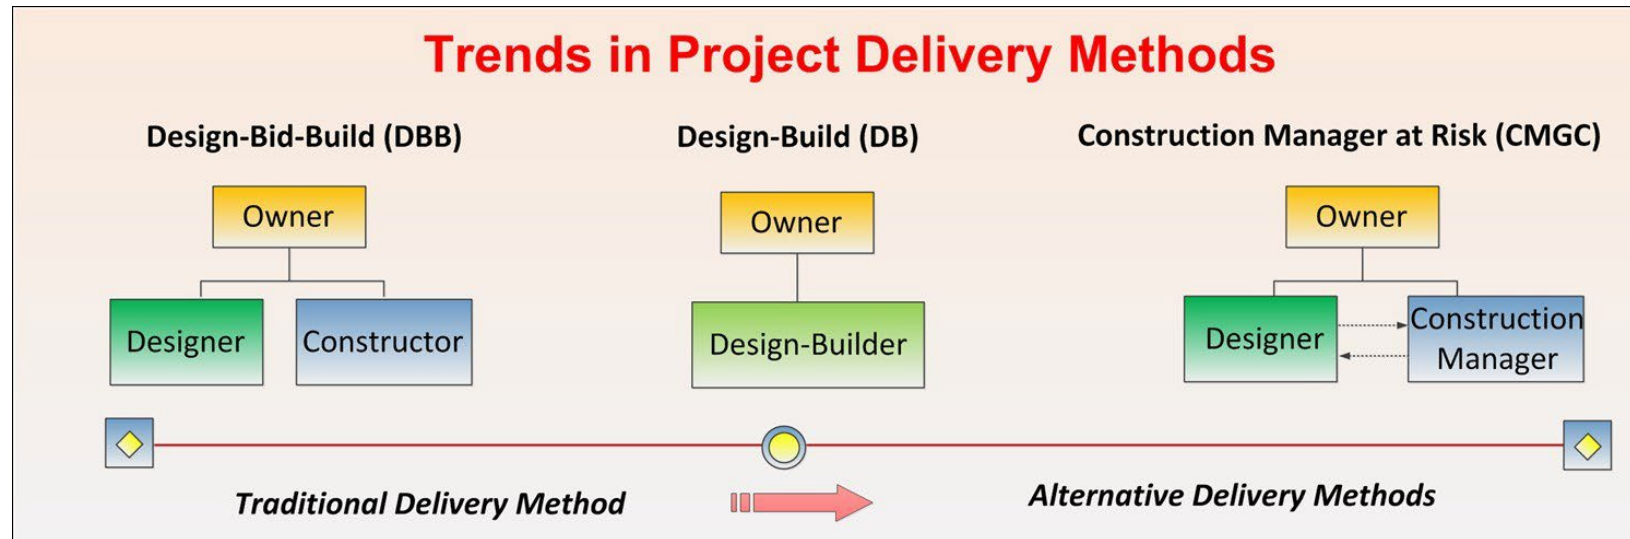 Trends in Project Delivery Methods
Design-Bid-Build (DBB)
Owner
Designer
Constructor
Design-Build (DB)
Owner
Design-Builder
Construction Manager at Risk (CMGC)
Owner
Designer
Construction
Manager
Traditional Delivery Method
Alternative Delivery Methods